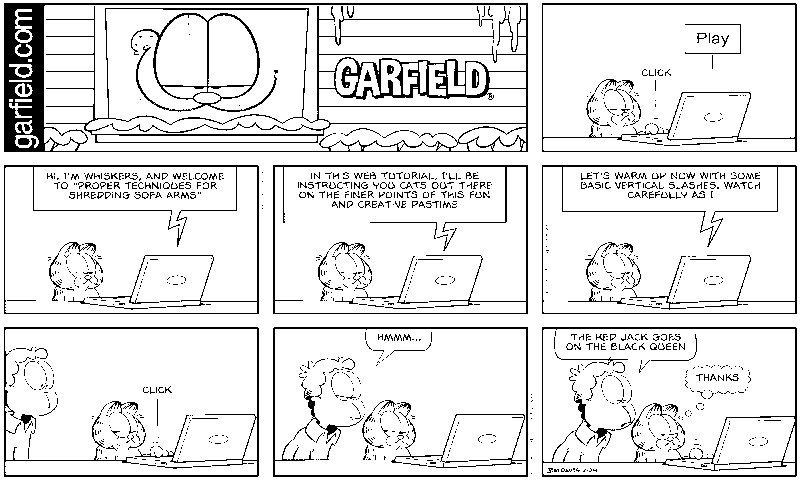 garfield.com
GARFIELD®
Play
CLICK
HI, I'M WHISKERS, AND WELCOME
TO "PROPER TECHNIQUES FOR
SHREDDING SOFA ARMS"
IN THIS WEB TUTORIAL, I'LL BE
INSTRUCTING YOU CATS OUT THERE
ON THE FINER POINTS OF THIS FUN
AND CREATIVE PASTIME
LET'S WARM UP NOW WITH SOME
BASIC VERTICAL SLASHES. WATCH
CAREFULLY AS I
CLICK
HMMM...
THE RED JACK GOES
ON THE BLACK QUEEN
THANKS
JIM DAVIS